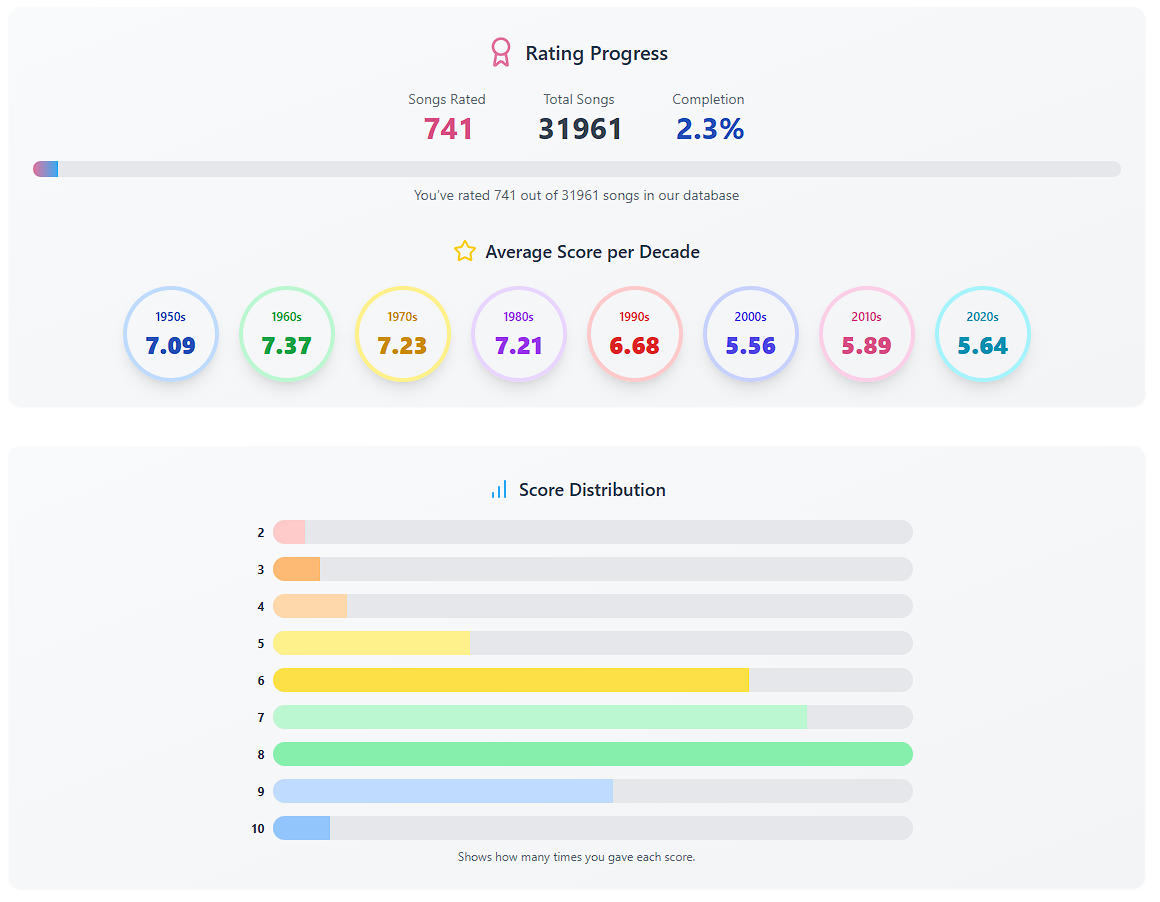 Rating Progress
Songs Rated
Total Songs
Completion
741
31961
2.3%
You've rated 741 out of 31961 songs in our database
Average Score per Decade
1950s
1960s
1970s
1980s
1990s
2000s
2010s
2020s
7.09
7.37
7.23
7.21
6.68
5.56
5.89
5.64
Score Distribution
2
3
4
5
6
7
8
9
10
Shows how many times you gave each score.